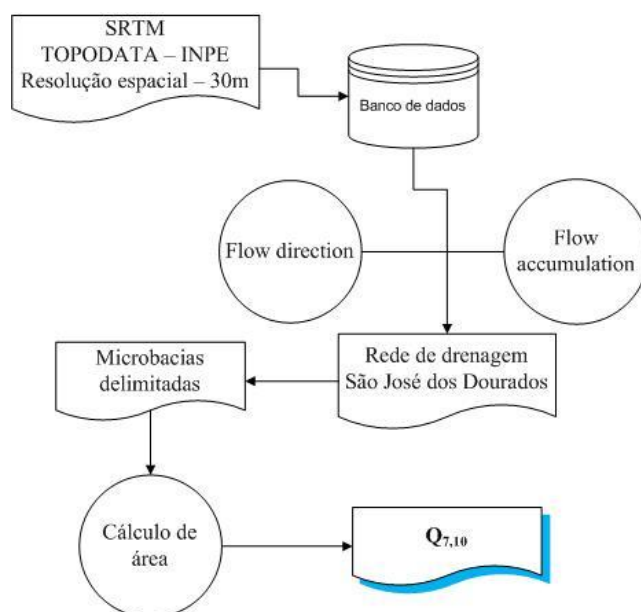 SRTM
TOPODATA – INPE
Resolução espacial – 30m
Banco de dados
Flow direction
Flow
accumulation
Rede de drenagem
São José dos Dourados
Microbacias
delimitadas
Cálculo de
área
Q7,10